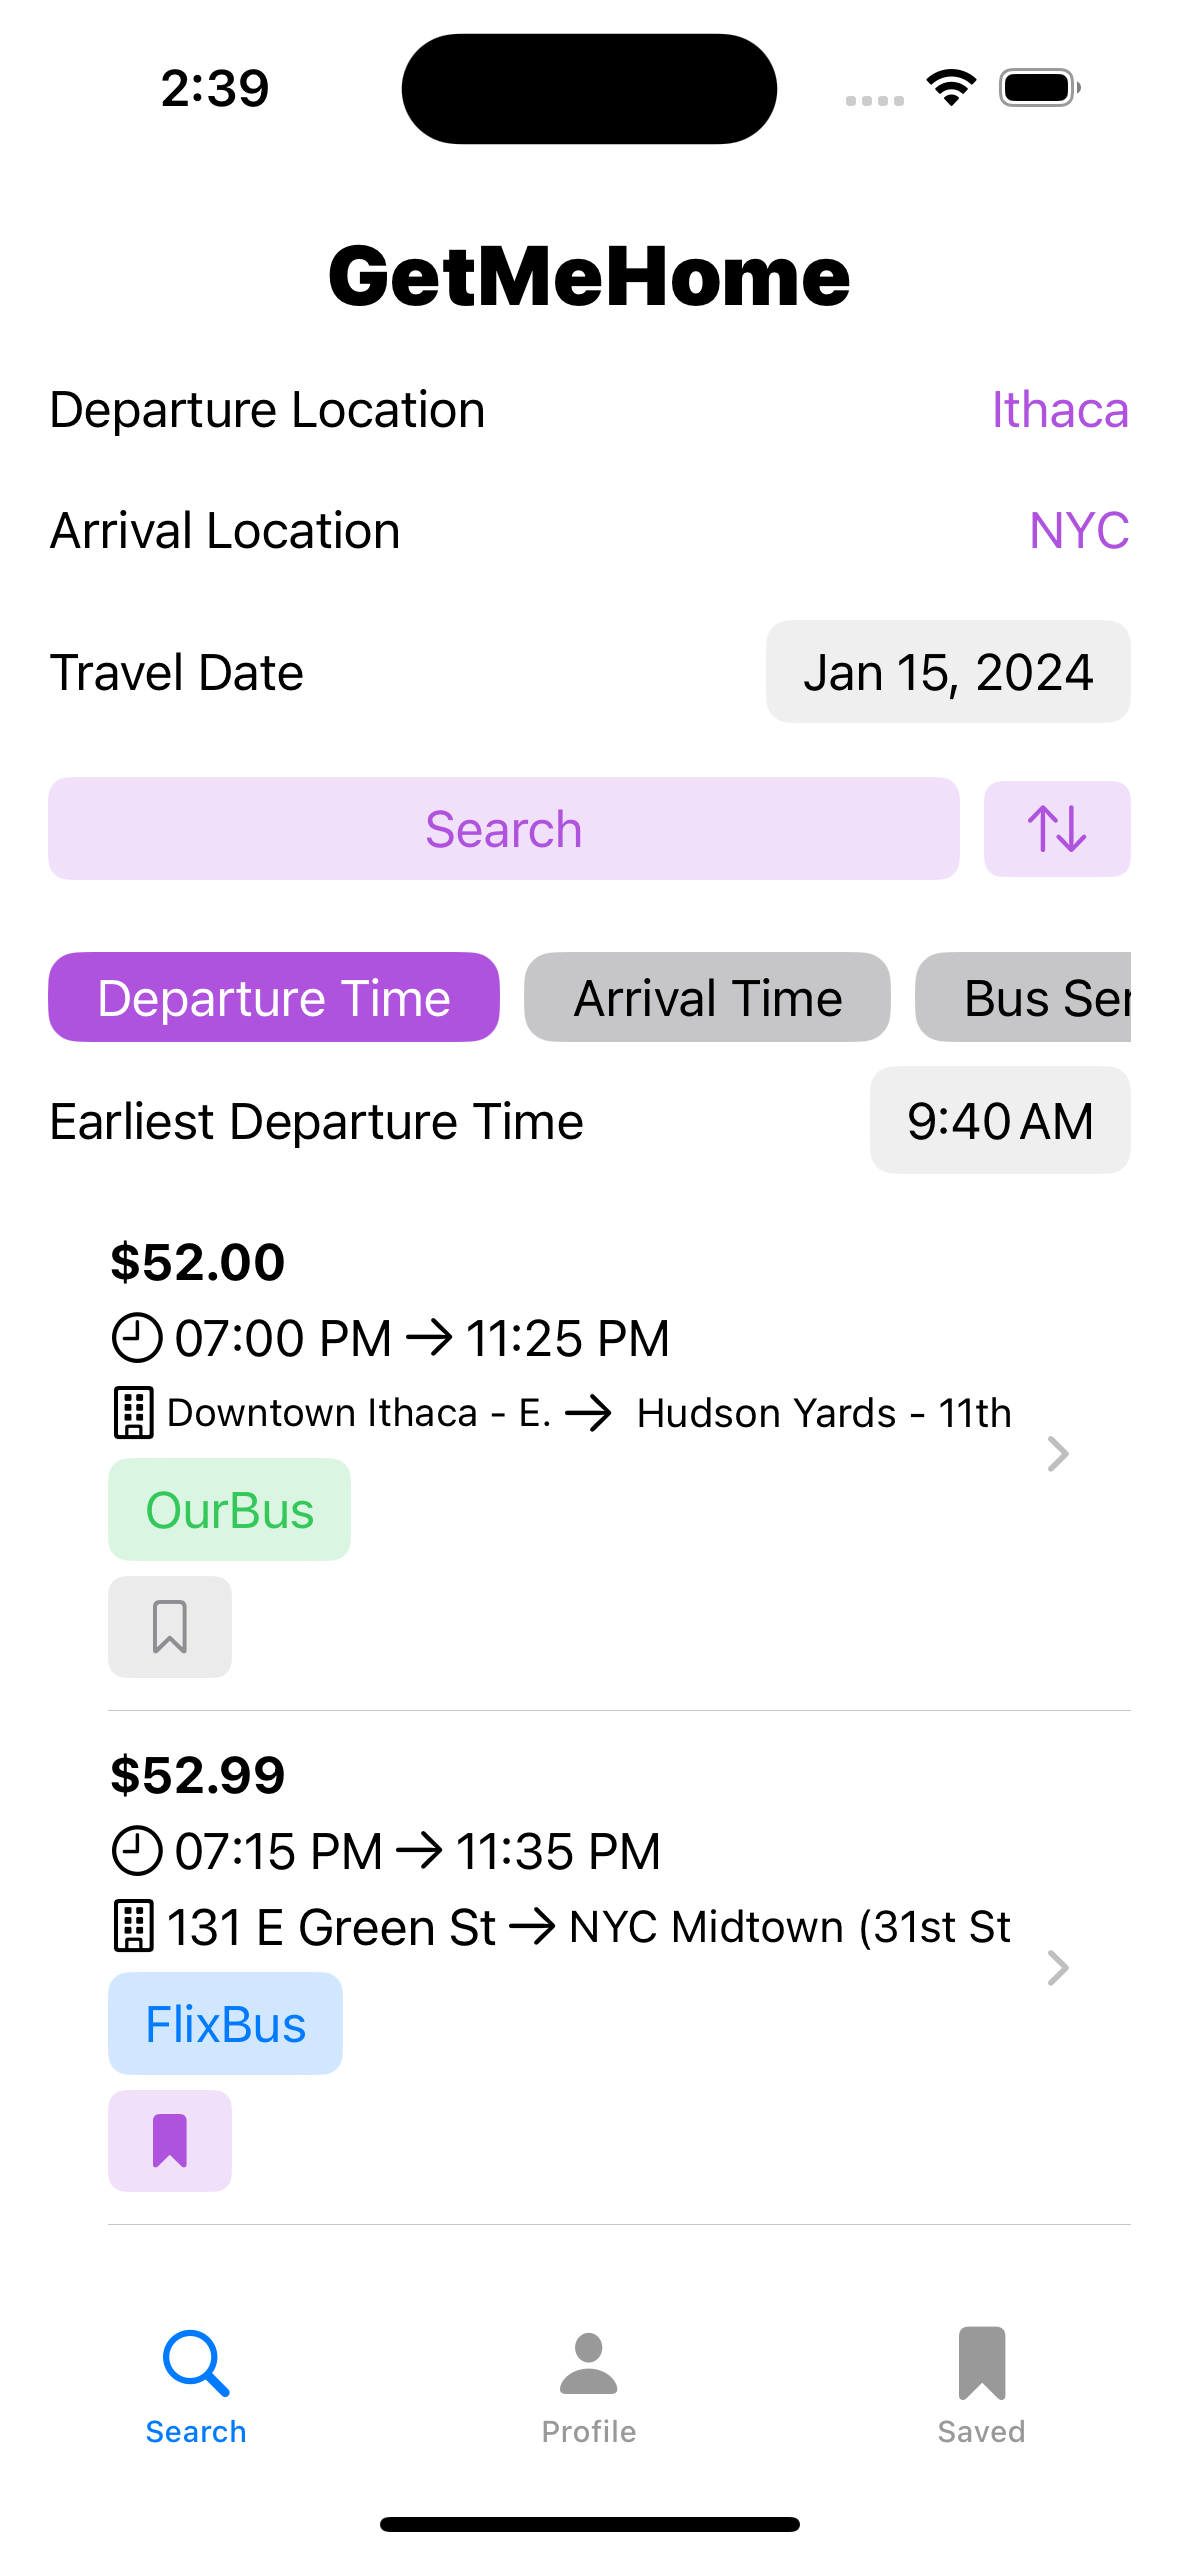 2:39
GetMeHome
Departure Location Ithaca
Arrival Location NYC
Travel Date Jan 15, 2024
Search
Departure Time Arrival Time Bus Ser
Earliest Departure Time 9:40 AM
$52.00
07:00 PM → 11:25 PM
Downtown Ithaca - E. → Hudson Yards - 11th
OurBus
$52.99
07:15 PM → 11:35 PM
131 E Green St → NYC Midtown (31st St
FlixBus
Search Profile Saved